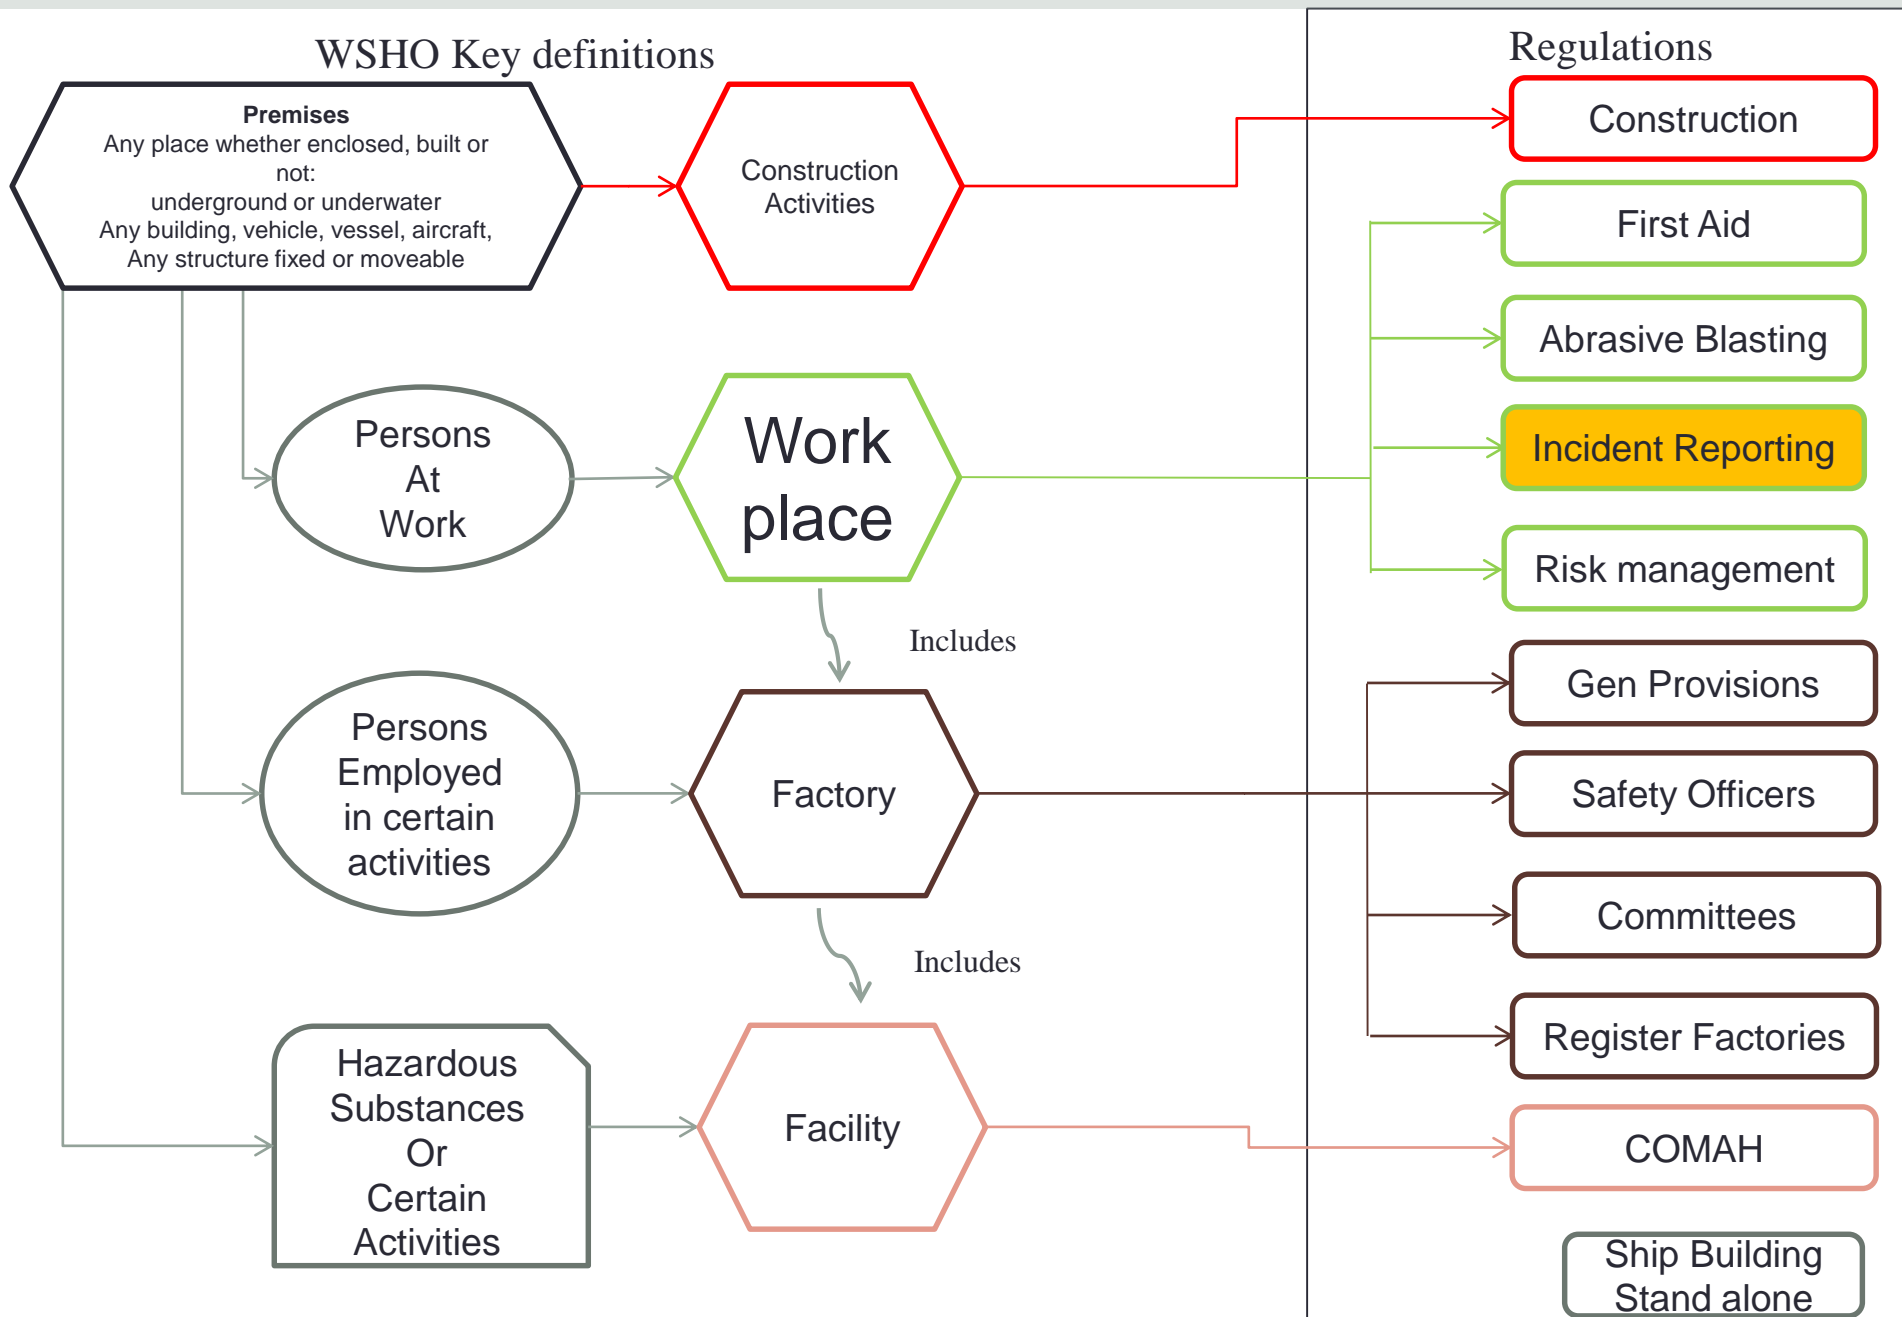 WSHO Key definitions
Regulations
Premises
Any place whether enclosed, built or
not:
underground or underwater
Any building, vehicle, vessel, aircraft,
Any structure fixed or moveable
Construction
Activities
Construction
First Aid
Abrasive Blasting
Persons
At
Work
Work
place
Incident Reporting
Risk management
Includes
Persons
Employed
in certain
activities
Factory
Gen Provisions
Safety Officers
Committees
Register Factories
Includes
Hazardous
Substances
Or
Certain
Activities
Facility
COMAH
Ship Building
Stand alone